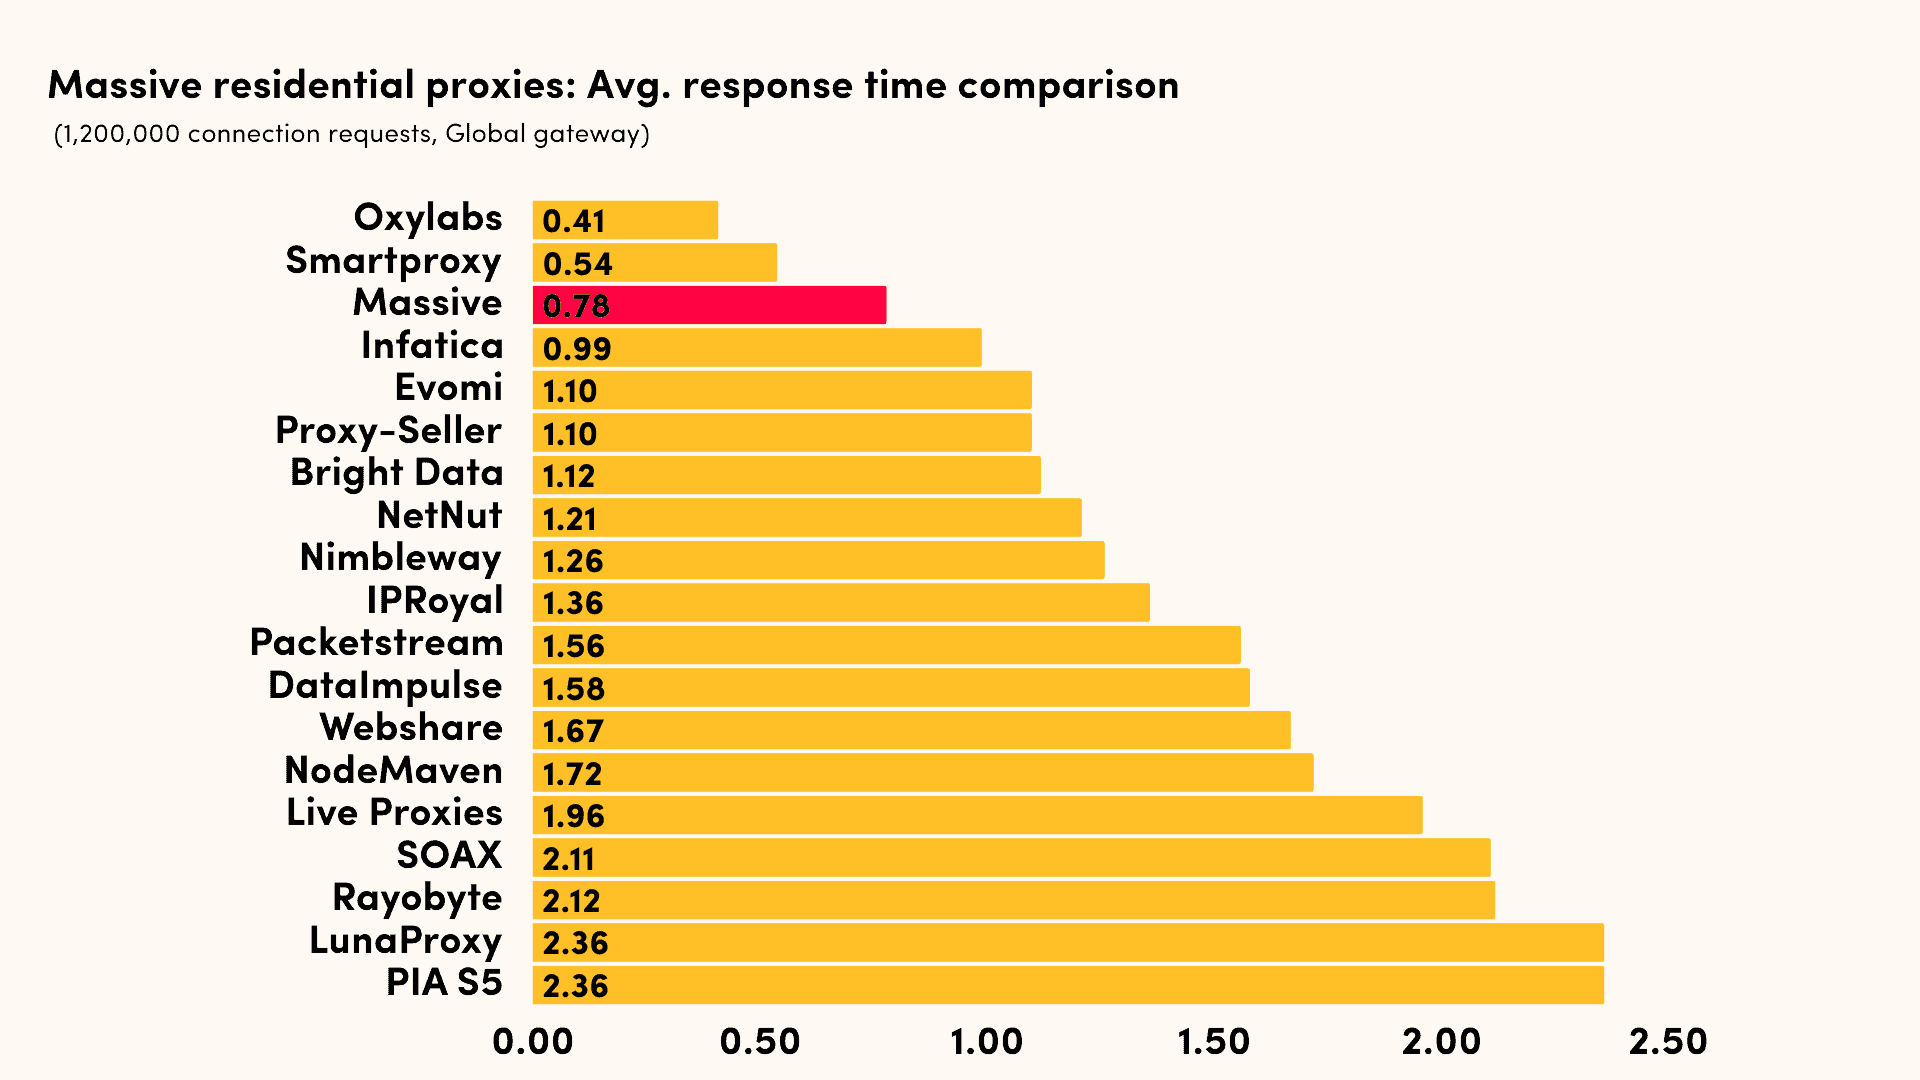 Massive residential proxies: Avg. response time comparison
(1,200,000 connection requests, Global gateway)
Oxylabs 0.41
Smartproxy 0.54
Massive 0.78
Infatica 0.99
Evomi 1.10
Proxy-Seller 1.10
Bright Data 1.12
NetNut 1.21
Nimbleway 1.26
IPRoyal 1.36
Packetstream 1.56
DataImpulse 1.58
Webshare 1.67
NodeMaven 1.72
Live Proxies 1.96
SOAX 2.11
Rayobyte 2.12
LunaProxy 2.36
PIA S5 2.36
0.00 0.50 1.00 1.50 2.00 2.50